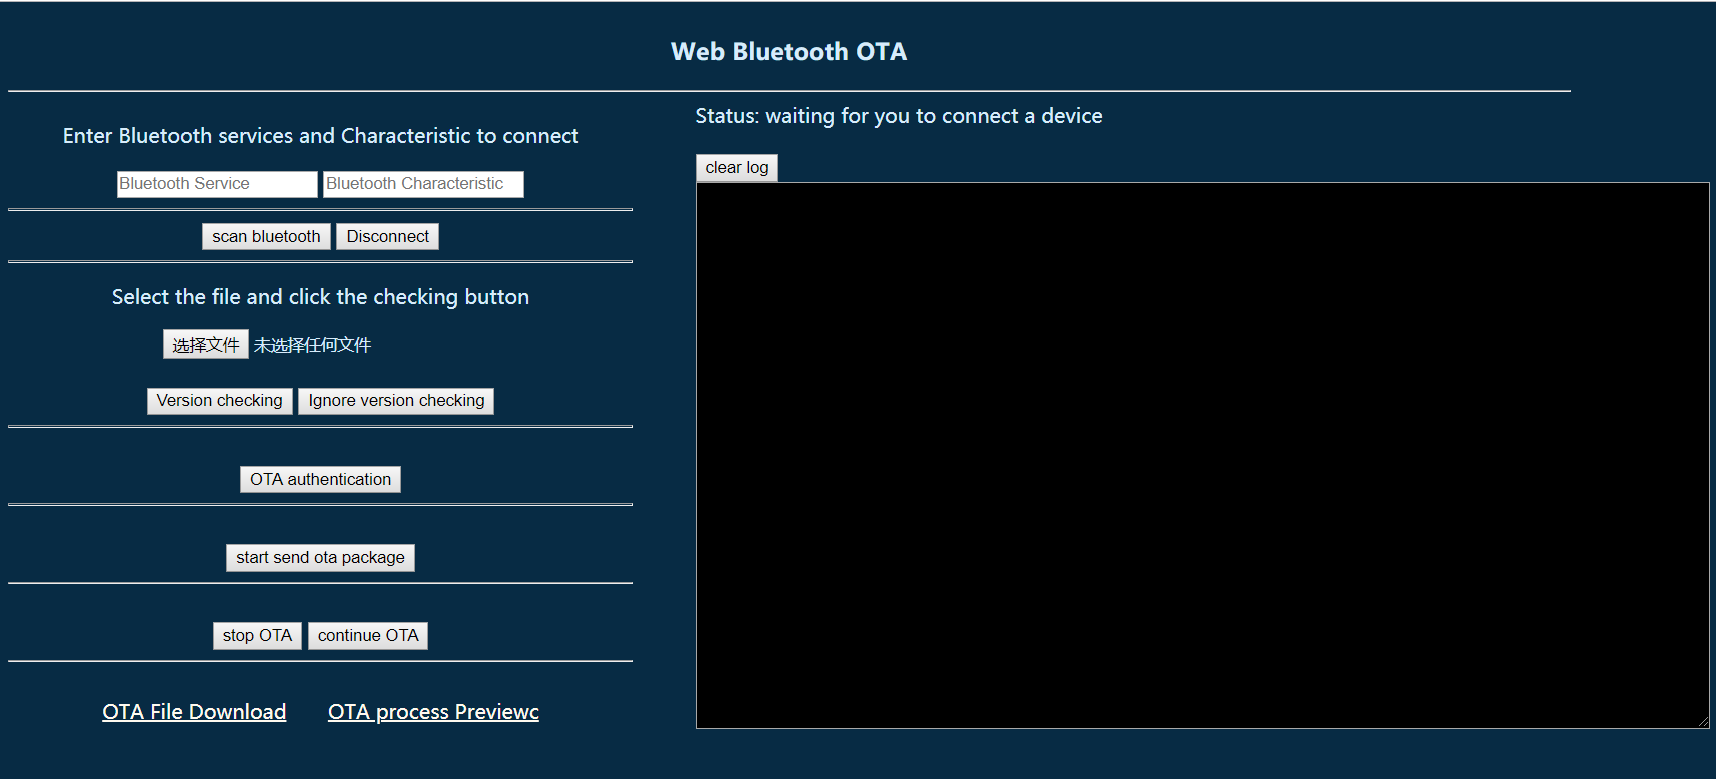 Web Bluetooth OTA
Enter Bluetooth services and Characteristic to connect
Bluetooth Service Bluetooth Characteristic
scan bluetooth Disconnect
Select the file and click the checking button
选择文件 未选择任何文件
Version checking Ignore version checking
OTA authentication
start send ota package
stop OTA continue OTA
OTA File Download OTA process Previewc
Status: waiting for you to connect a device
clear log